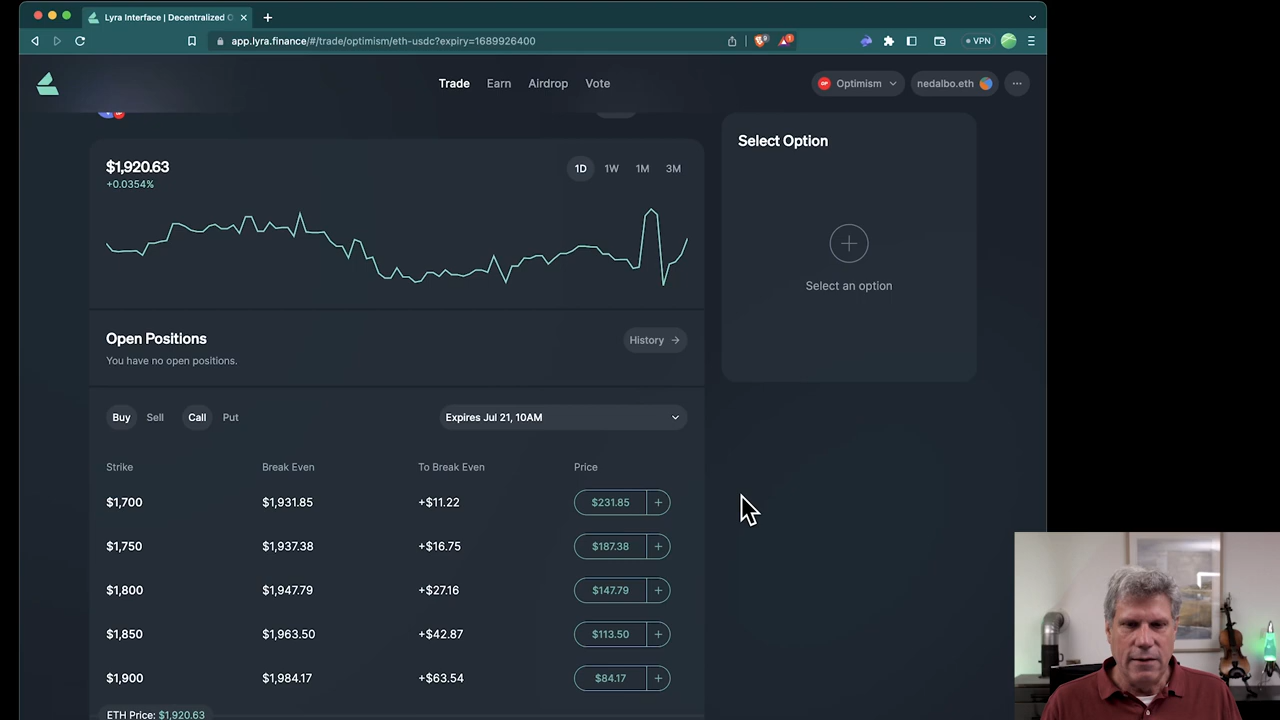 Lyra Interface | Decentralized O
app.lyra.finance/#/trade/optimism/eth-usdc?expiry=1689926400
9
1
VPN
Trade
Earn
Airdrop
Vote
OP
Optimism
nedalbo.eth
$1,920.63
+0.0354%
1D
1W
1M
3M
Select Option
Select an option
Open Positions
History
You have no open positions.
Buy
Sell
Call
Put
Expires Jul 21, 10AM
Strike
Break Even
To Break Even
Price
$1,700
$1,931.85
+$11.22
$231.85
$1,750
$1,937.38
+$16.75
$187.38
$1,800
$1,947.79
+$27.16
$147.79
$1,850
$1,963.50
+$42.87
$113.50
$1,900
$1,984.17
+$63.54
$84.17
ETH Price: $1,920.63